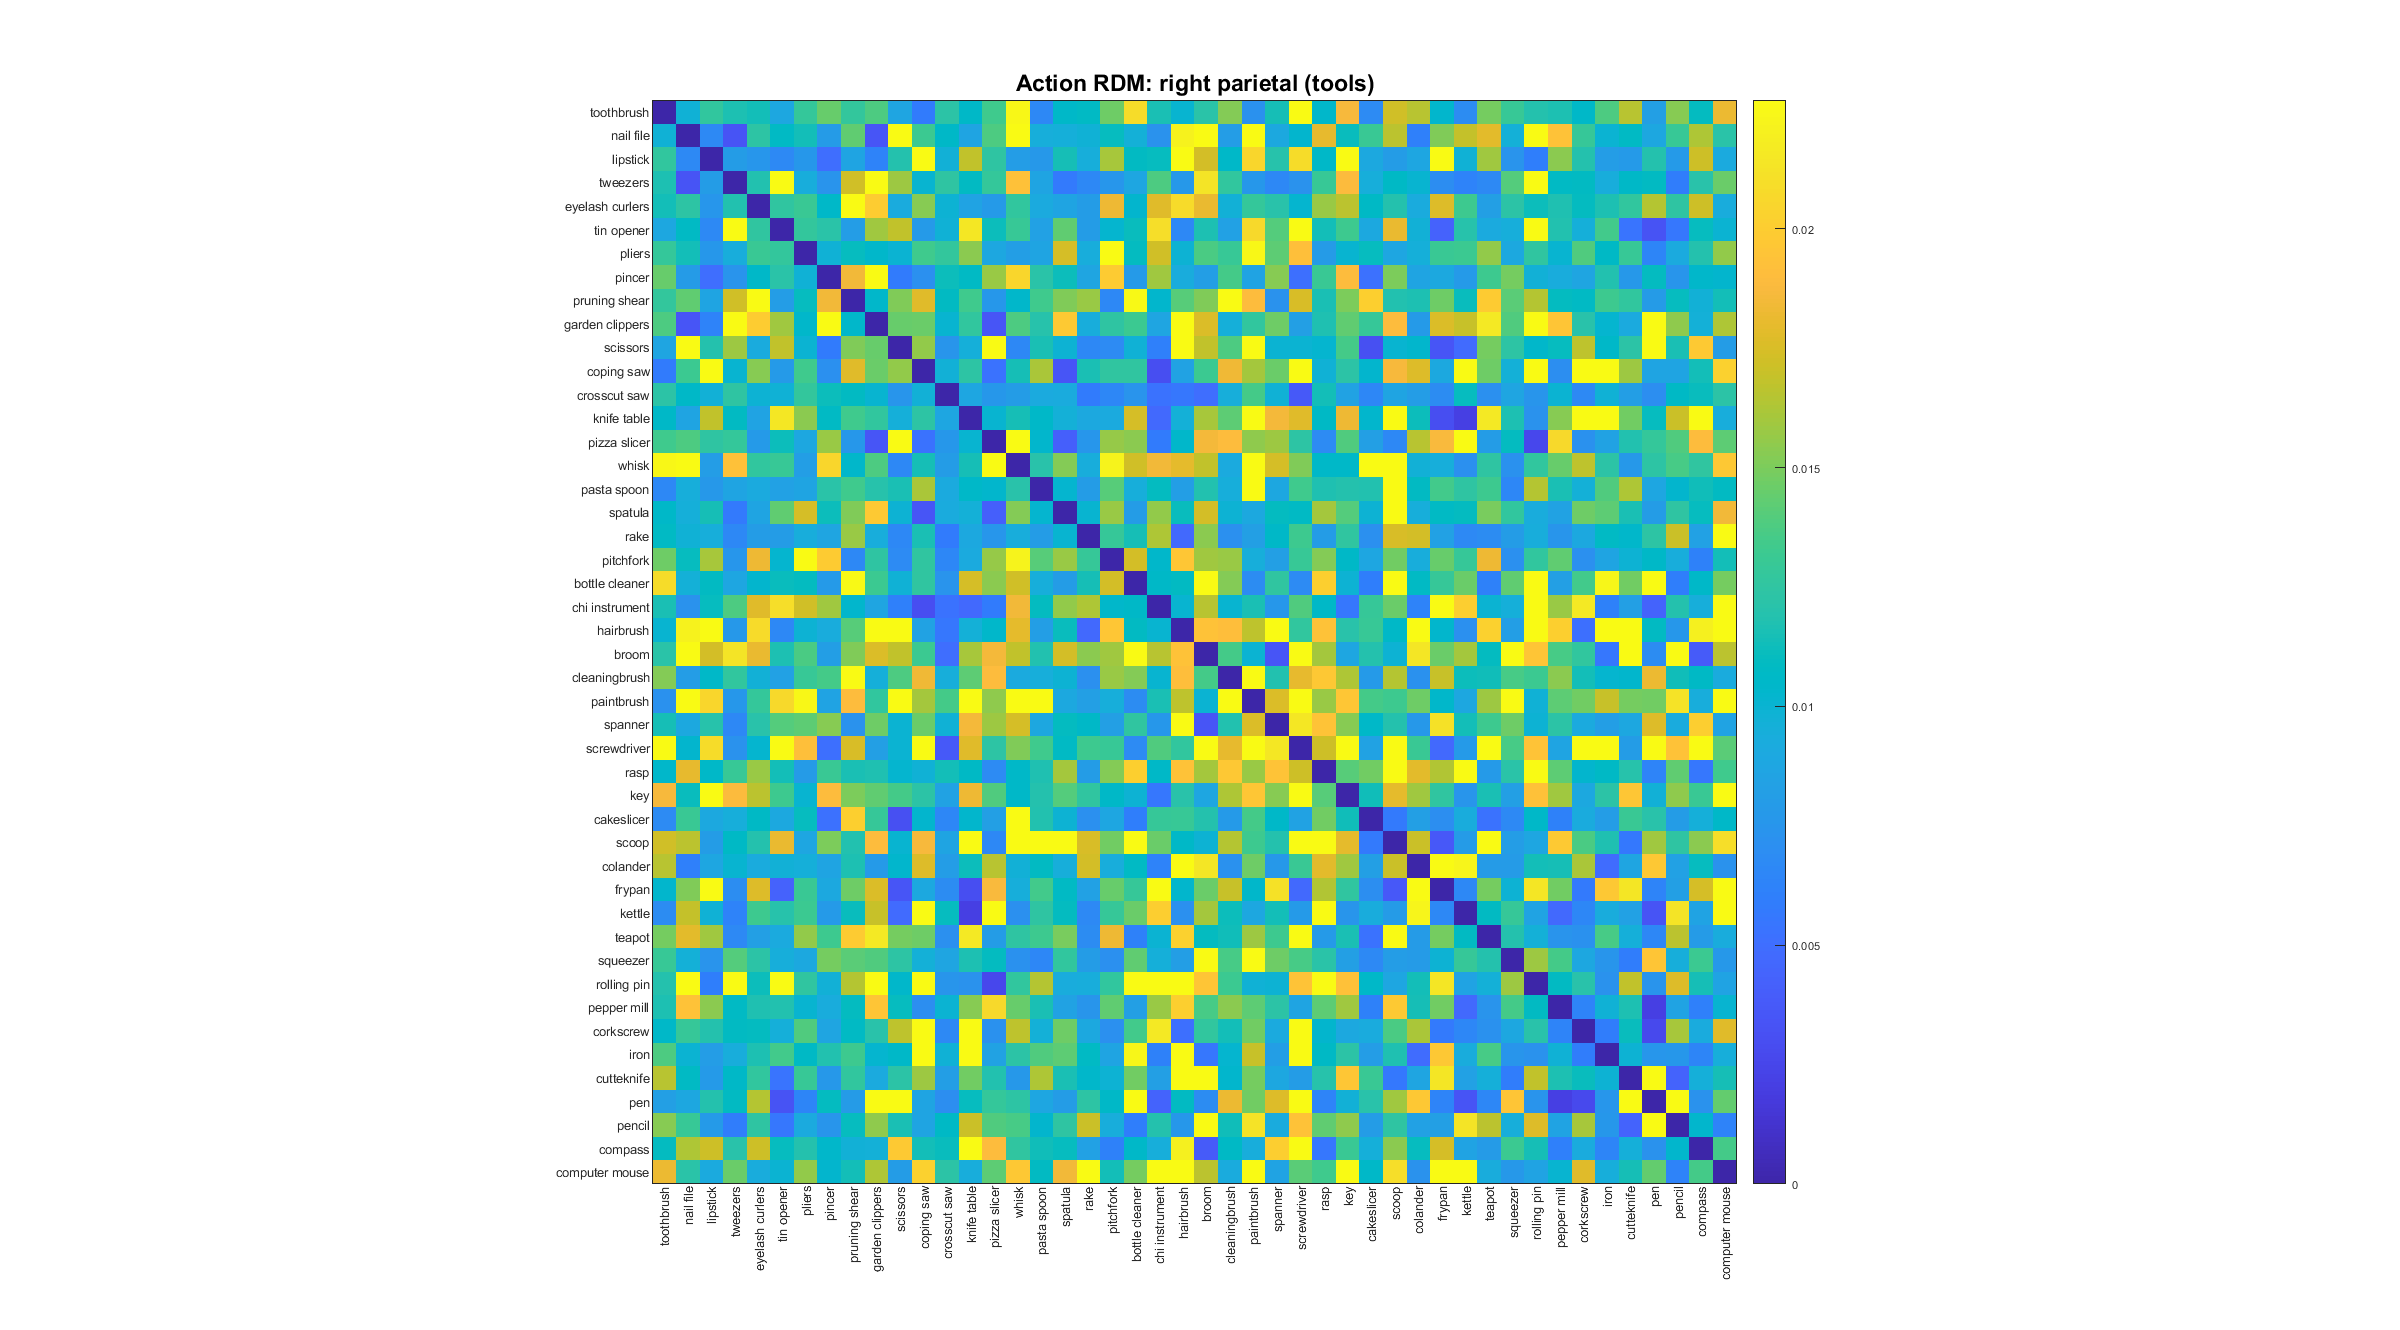 Action RDM: right parietal (tools)
toothbrush
nail file
lipstick
tweezers
eyelash curlers
tin opener
pliers
pincer
pruning shear
garden clippers
scissors
coping saw
crosscut saw
knife table
pizza slicer
whisk
pasta spoon
spatula
rake
pitchfork
bottle cleaner
chi instrument
hairbrush
broom
cleaningbrush
paintbrush
spanner
screwdriver
rasp
key
cakeslicer
scoop
colander
frypan
kettle
teapot
squeezer
rolling pin
pepper mill
corkscrew
iron
cutteknife
pen
pencil
compass
computer mouse
toothbrush
nail file
lipstick
tweezers
eyelash curlers
tin opener
pliers
pincer
pruning shear
garden clippers
scissors
coping saw
crosscut saw
knife table
pizza slicer
whisk
pasta spoon
spatula
rake
pitchfork
bottle cleaner
chi instrument
hairbrush
broom
cleaningbrush
paintbrush
spanner
screwdriver
rasp
key
cakeslicer
scoop
colander
frypan
kettle
teapot
squeezer
rolling pin
pepper mill
corkscrew
iron
cutteknife
pen
pencil
compass
computer mouse
0.02
0.015
0.01
0.005
0